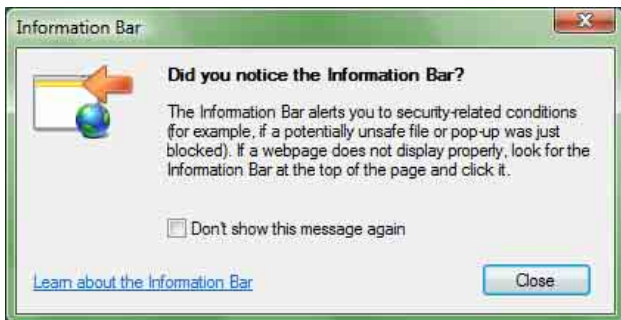 Information Bar
Did you notice the Information Bar?
The Information Bar alerts you to security-related conditions
(for example, if a potentially unsafe file or pop-up was just
blocked). If a webpage does not display properly, look for the
Information Bar at the top of the page and click it.
Don't show this message again
Learn about the Information Bar
Close